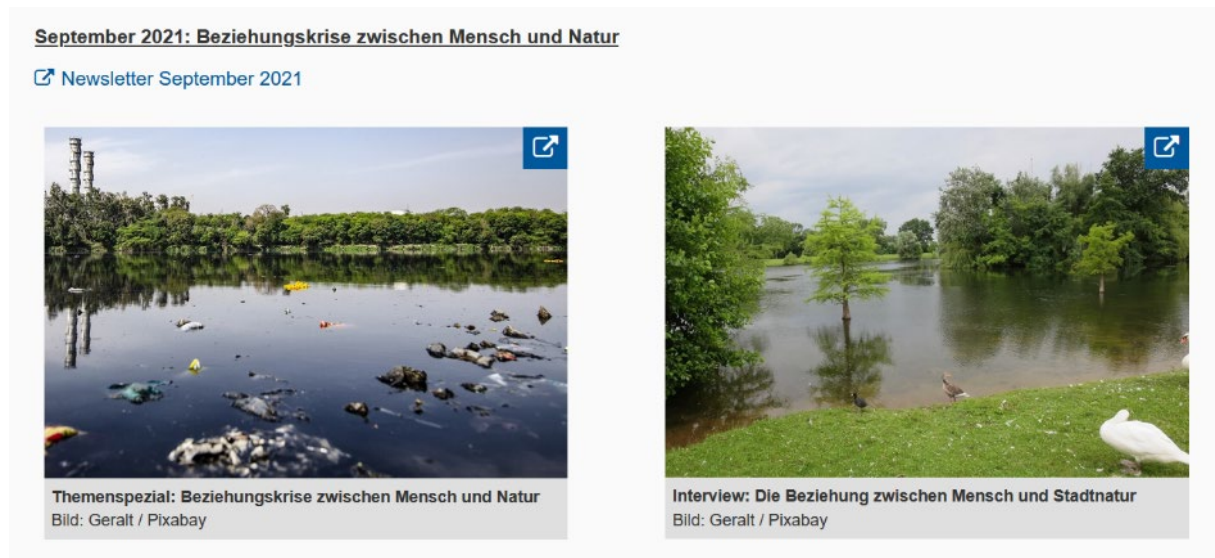 September 2021: Beziehungskrise zwischen Mensch und Natur
Newsletter September 2021
Themenspezial: Beziehungskrise zwischen Mensch und Natur
Bild: Geralt / Pixabay
Interview: Die Beziehung zwischen Mensch und Stadtnatur
Bild: Geralt / Pixabay